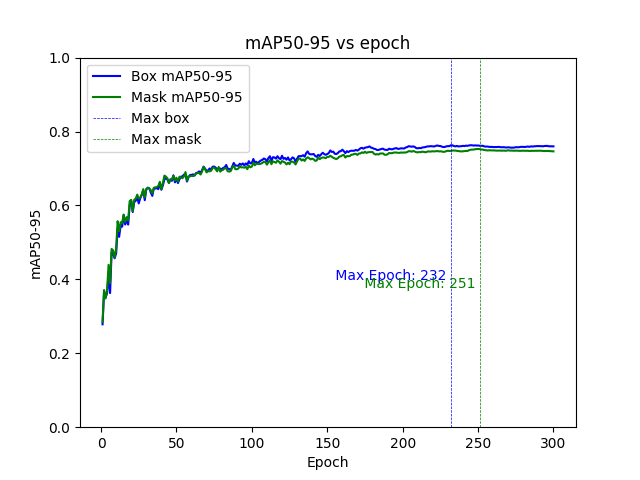 mAP50-95 vs epoch
1.0
0.8
0.6
0.4
0.2
0.0
mAP50-95
Box mAP50-95
Mask mAP50-95
Max box
Max mask
Max Epoch: 232
Max Epoch: 251
0 50 100 150 200 250 300
Epoch